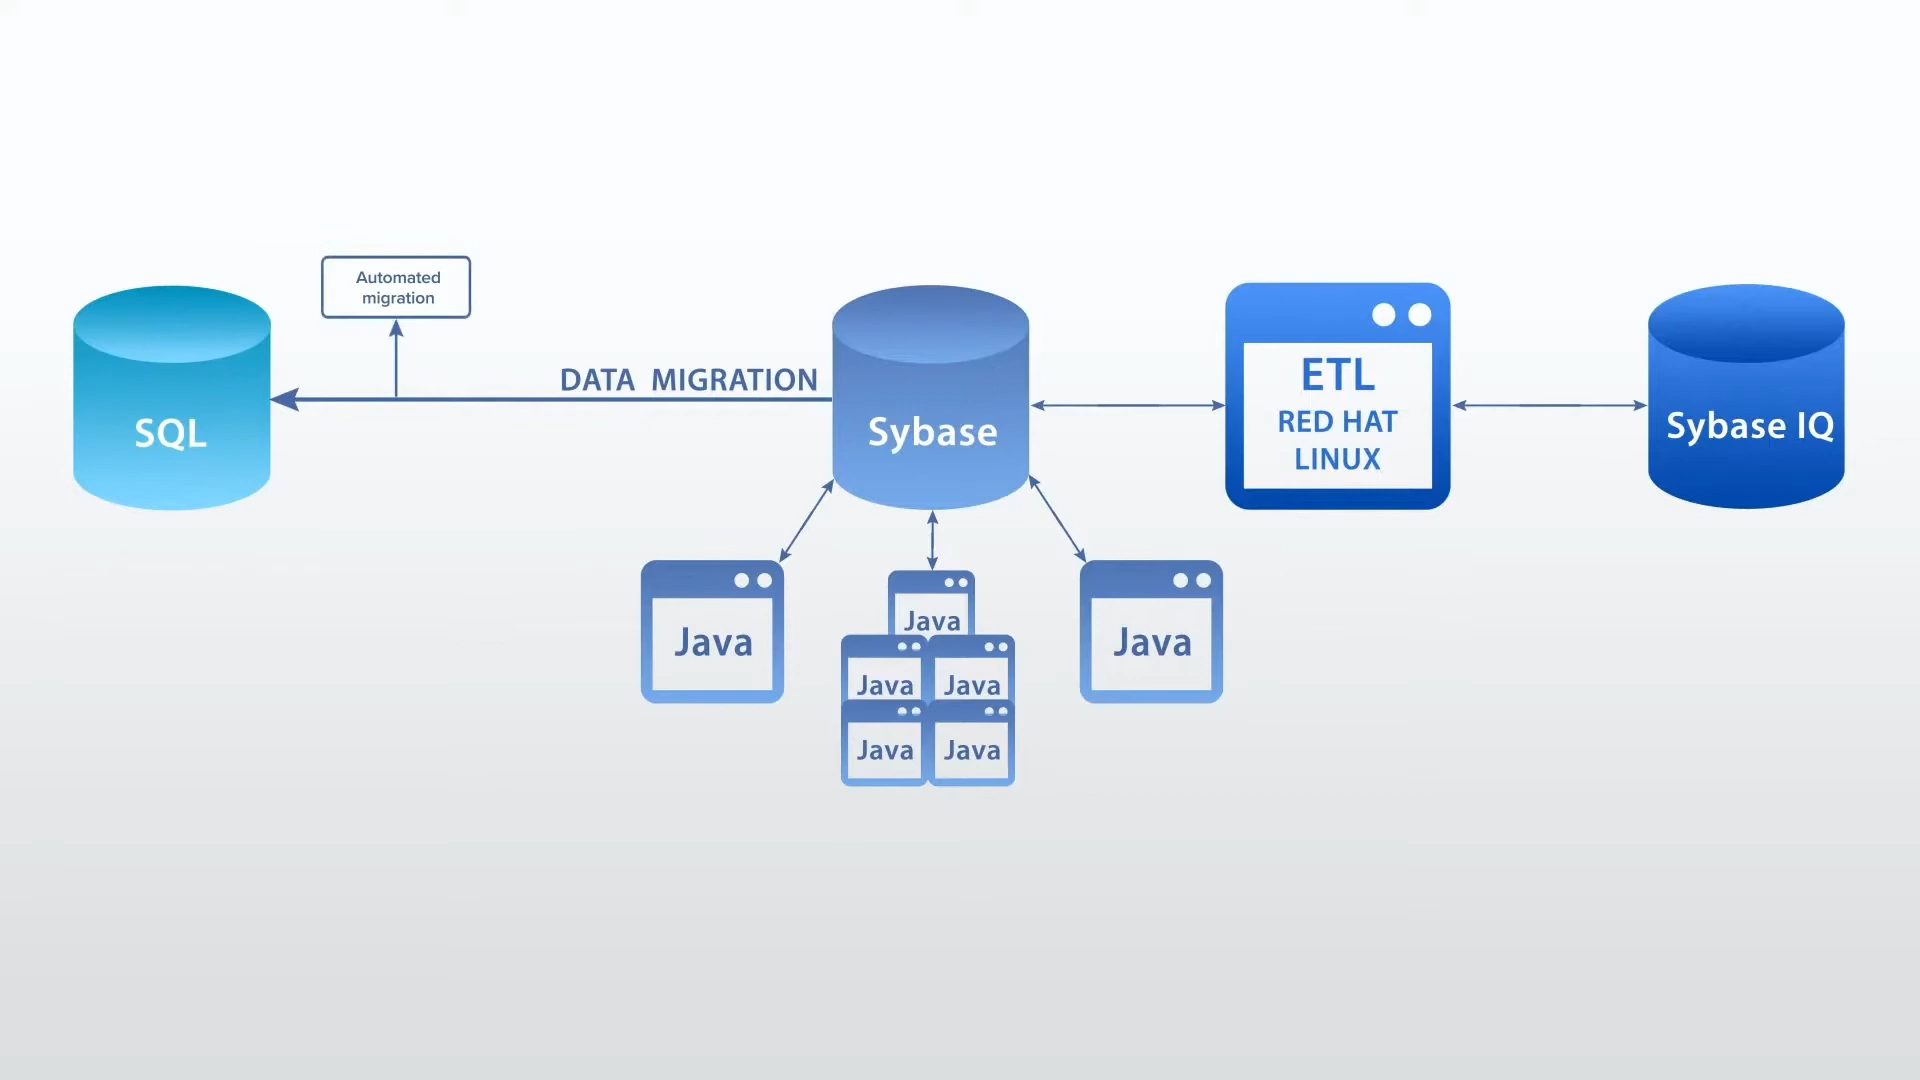 Automated
migration
DATA MIGRATION
SQL
Sybase
ETL
RED HAT
LINUX
Sybase IQ
Java
Java
Java
Java
Java
Java
Java